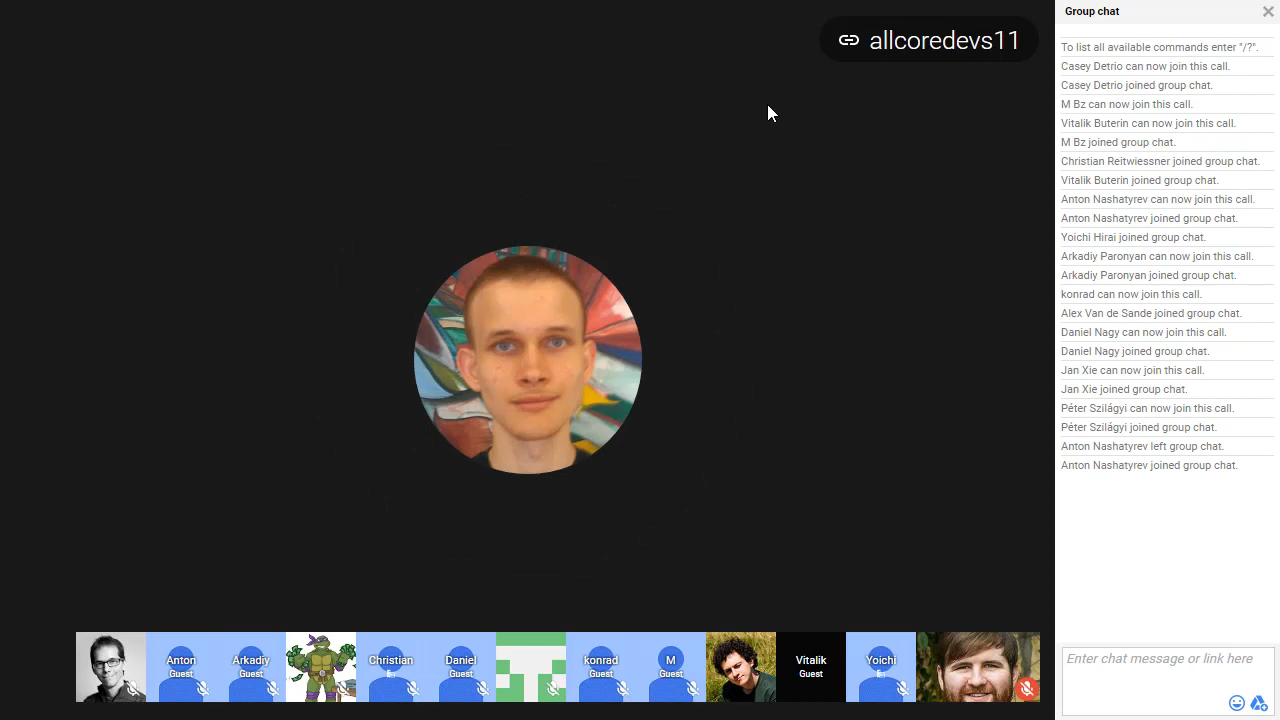 allcoredevs11
Group chat
To list all available commands enter "/?".
Casey Detrio can now join this call.
Casey Detrio joined group chat.
M Bz can now join this call.
Vitalik Buterin can now join this call.
M Bz joined group chat.
Christian Reitwiessner joined group chat.
Vitalik Buterin joined group chat.
Anton Nashatyrev can now join this call.
Anton Nashatyrev joined group chat.
Yoichi Hirai joined group chat.
Arkadiy Paronyan can now join this call.
Arkadiy Paronyan joined group chat.
konrad can now join this call.
Alex Van de Sande joined group chat.
Daniel Nagy can now join this call.
Daniel Nagy joined group chat.
Jan Xie can now join this call.
Jan Xie joined group chat.
Péter Szilágyi can now join this call.
Péter Szilágyi joined group chat.
Anton Nashatyrev left group chat.
Anton Nashatyrev joined group chat.
Enter chat message or link here
Anton
Guest
Arkadiy
Guest
Christian
Daniel
Guest
konrad
Guest
M
Guest
Vitalik
Guest
Yoichi